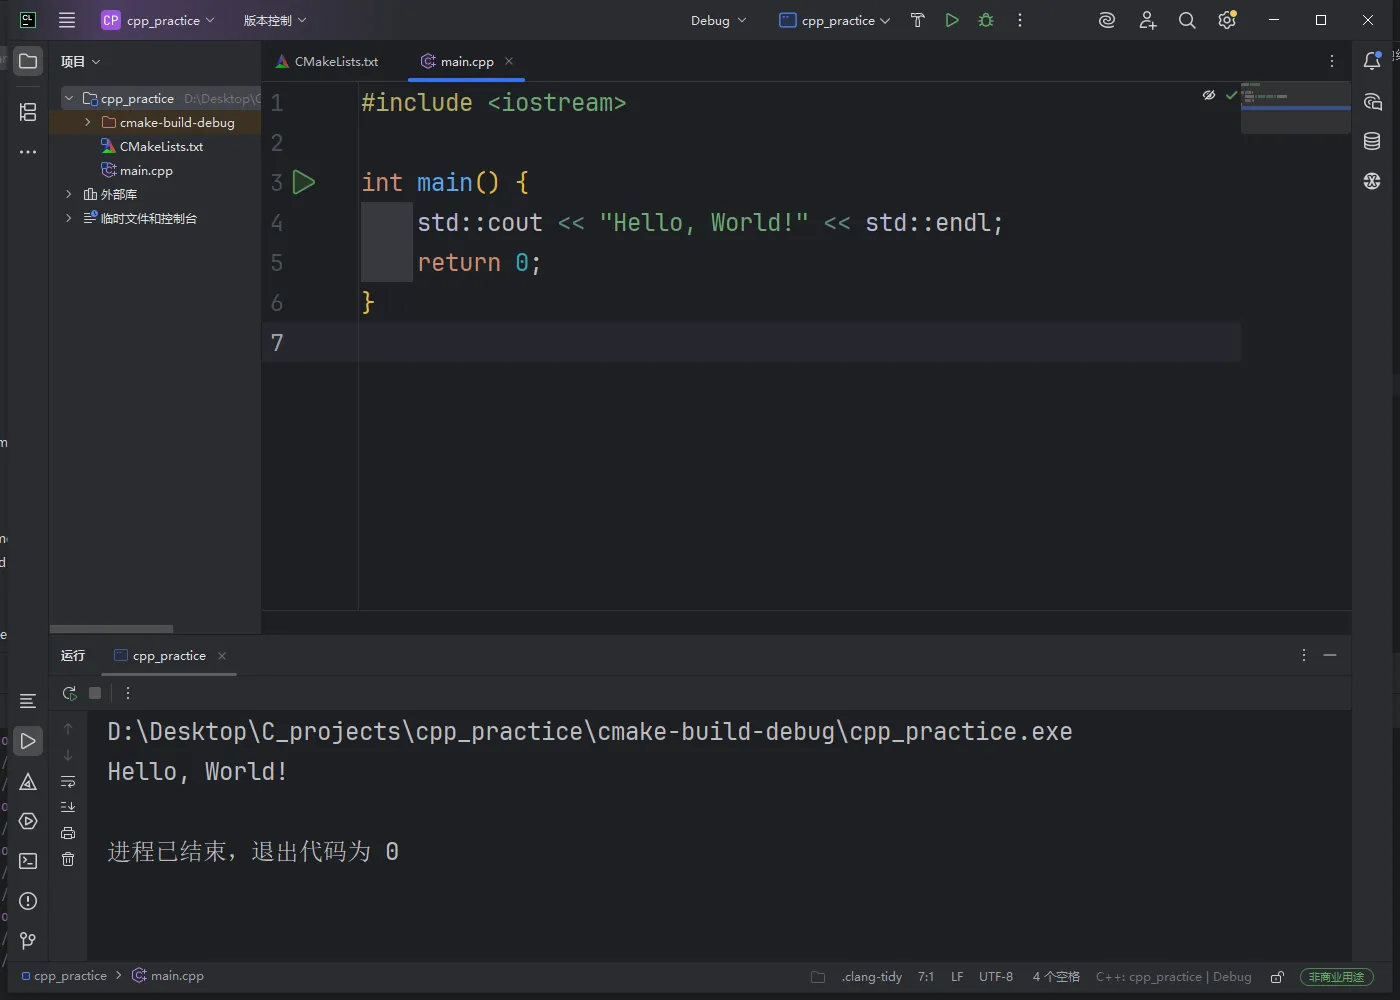 CL CP cpp_practice 版本控制 Debug cpp_practice
项目
CMakeLists.txt main.cpp
cpp_practice D:\Desktop\C
cmake-build-debug
CMakeLists.txt
main.cpp
外部库
临时文件和控制台
1 #include <iostream>
2
3 int main() {
4 std::cout << "Hello, World!" << std::endl;
5 return 0;
6 }
7
运行 cpp_practice
D:\Desktop\C_projects\cpp_practice\cmake-build-debug\cpp_practice.exe
Hello, World!
进程已结束，退出代码为 0
cpp_practice > main.cpp .clang-tidy 7:1 LF UTF-8 4 个空格 C++: cpp_practice | Debug 非商业用途